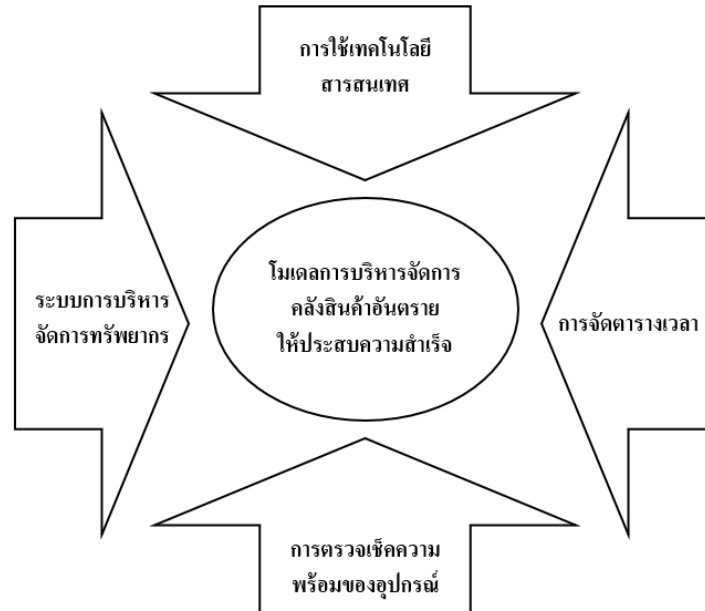 การใช้เทคโนโลยี
สารสนเทศ
ระบบการบริหาร
จัดการทรัพยากร
โมเดลการบริหารจัดการ
คลังสินค้าอันตราย
ให้ประสบความสำเร็จ
การจัดตารางเวลา
การตรวจเช็คความ
พร้อมของอุปกรณ์